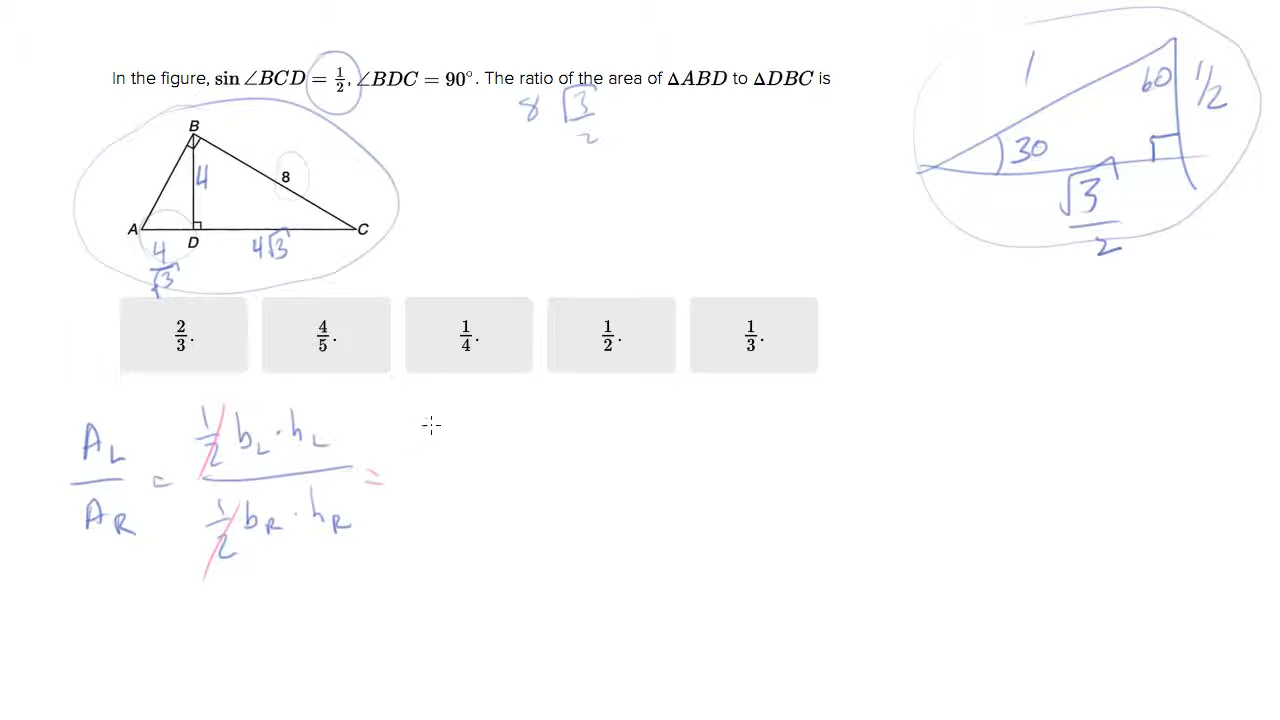 In the figure, sin ∠BCD = 1/2, ∠BDC = 90°. The ratio of the area of ΔABD to ΔDBC is
8 √3/2
1
60
1/2
30
√3/2
B
4
8
A
D
C
4/√3
4√3
2/3.
4/5.
1/4.
1/2.
1/3.
A_L/A_R = (1/2 b_L · h_L)/(1/2 b_R · h_R) =